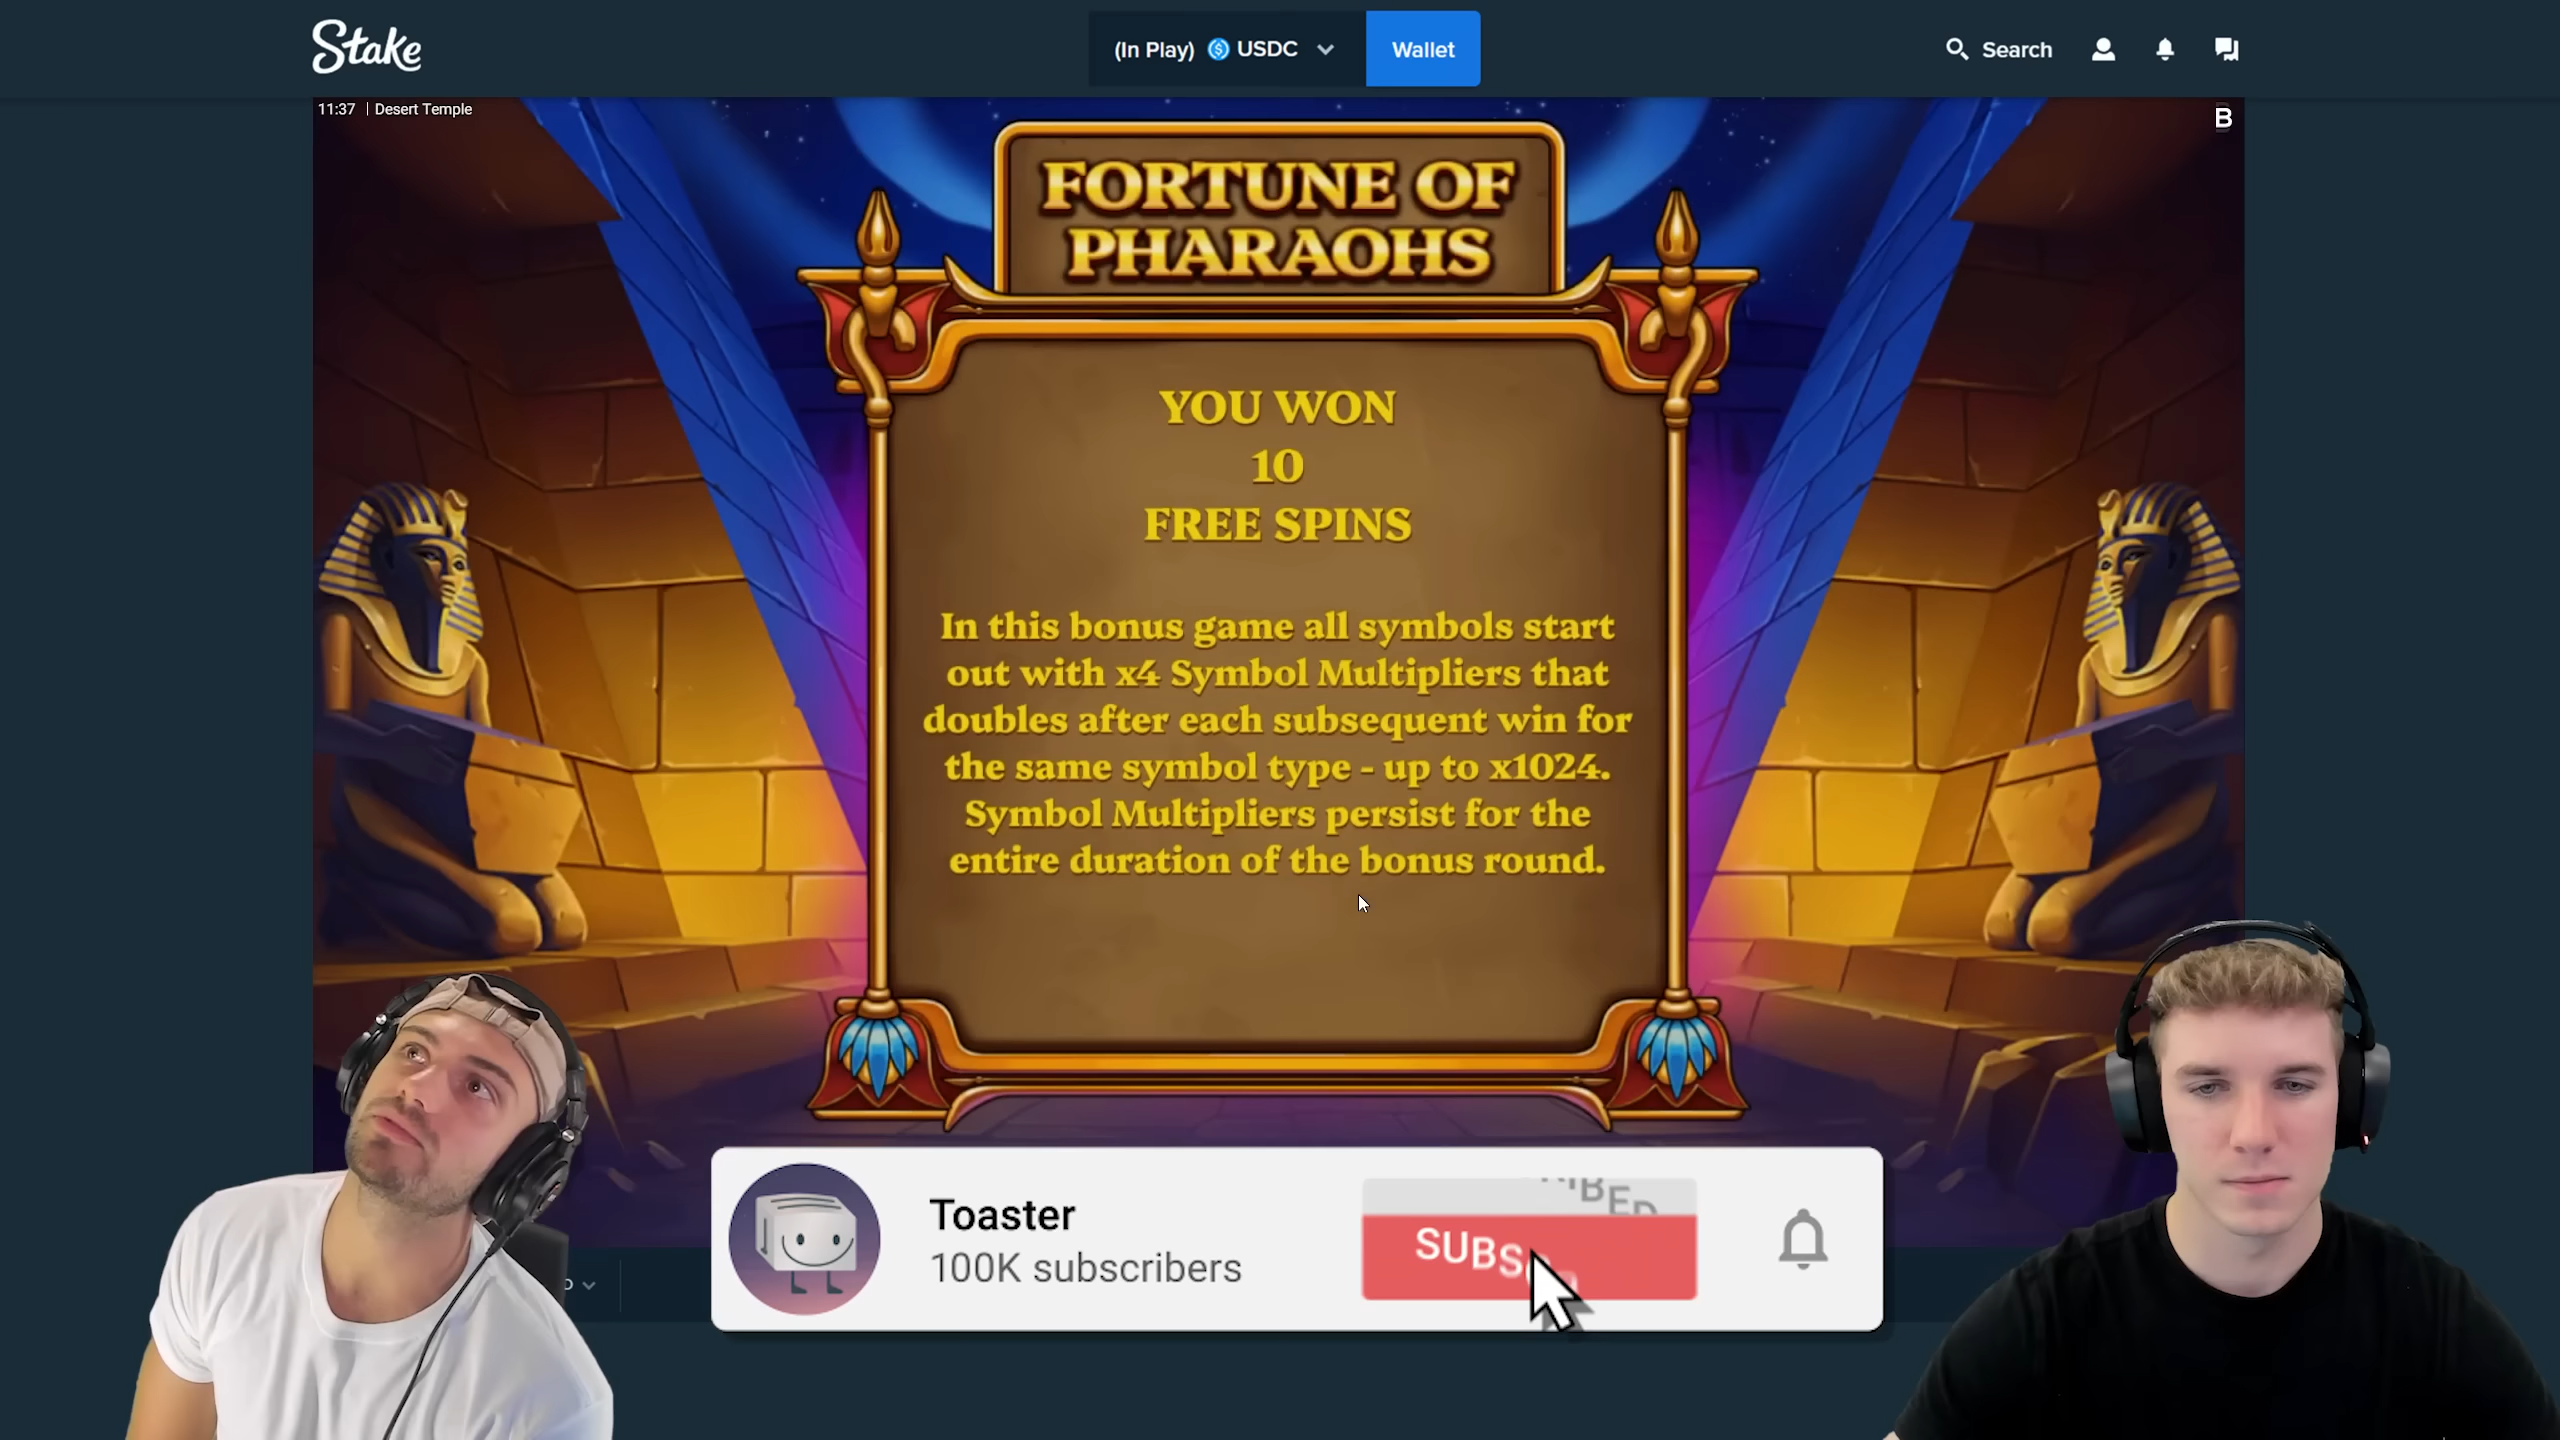 Stake
(In Play) USDC
Wallet
Search
11:37 | Desert Temple
B
FORTUNE OF
PHARAOHS
YOU WON
10
FREE SPINS
In this bonus game all symbols start
out with x4 Symbol Multipliers that
doubles after each subsequent win for
the same symbol type - up to x1024.
Symbol Multipliers persist for the
entire duration of the bonus round.
Toaster
100K subscribers